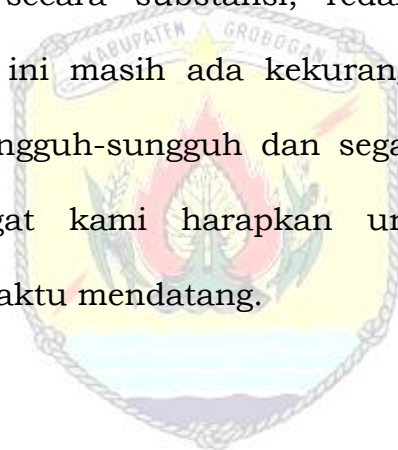 secara substansi, reda
KABUPATEN GROBOGAN
ini masih ada kekurang
ngguh-sungguh dan sega
gat kami harapkan un
aktu mendatang.